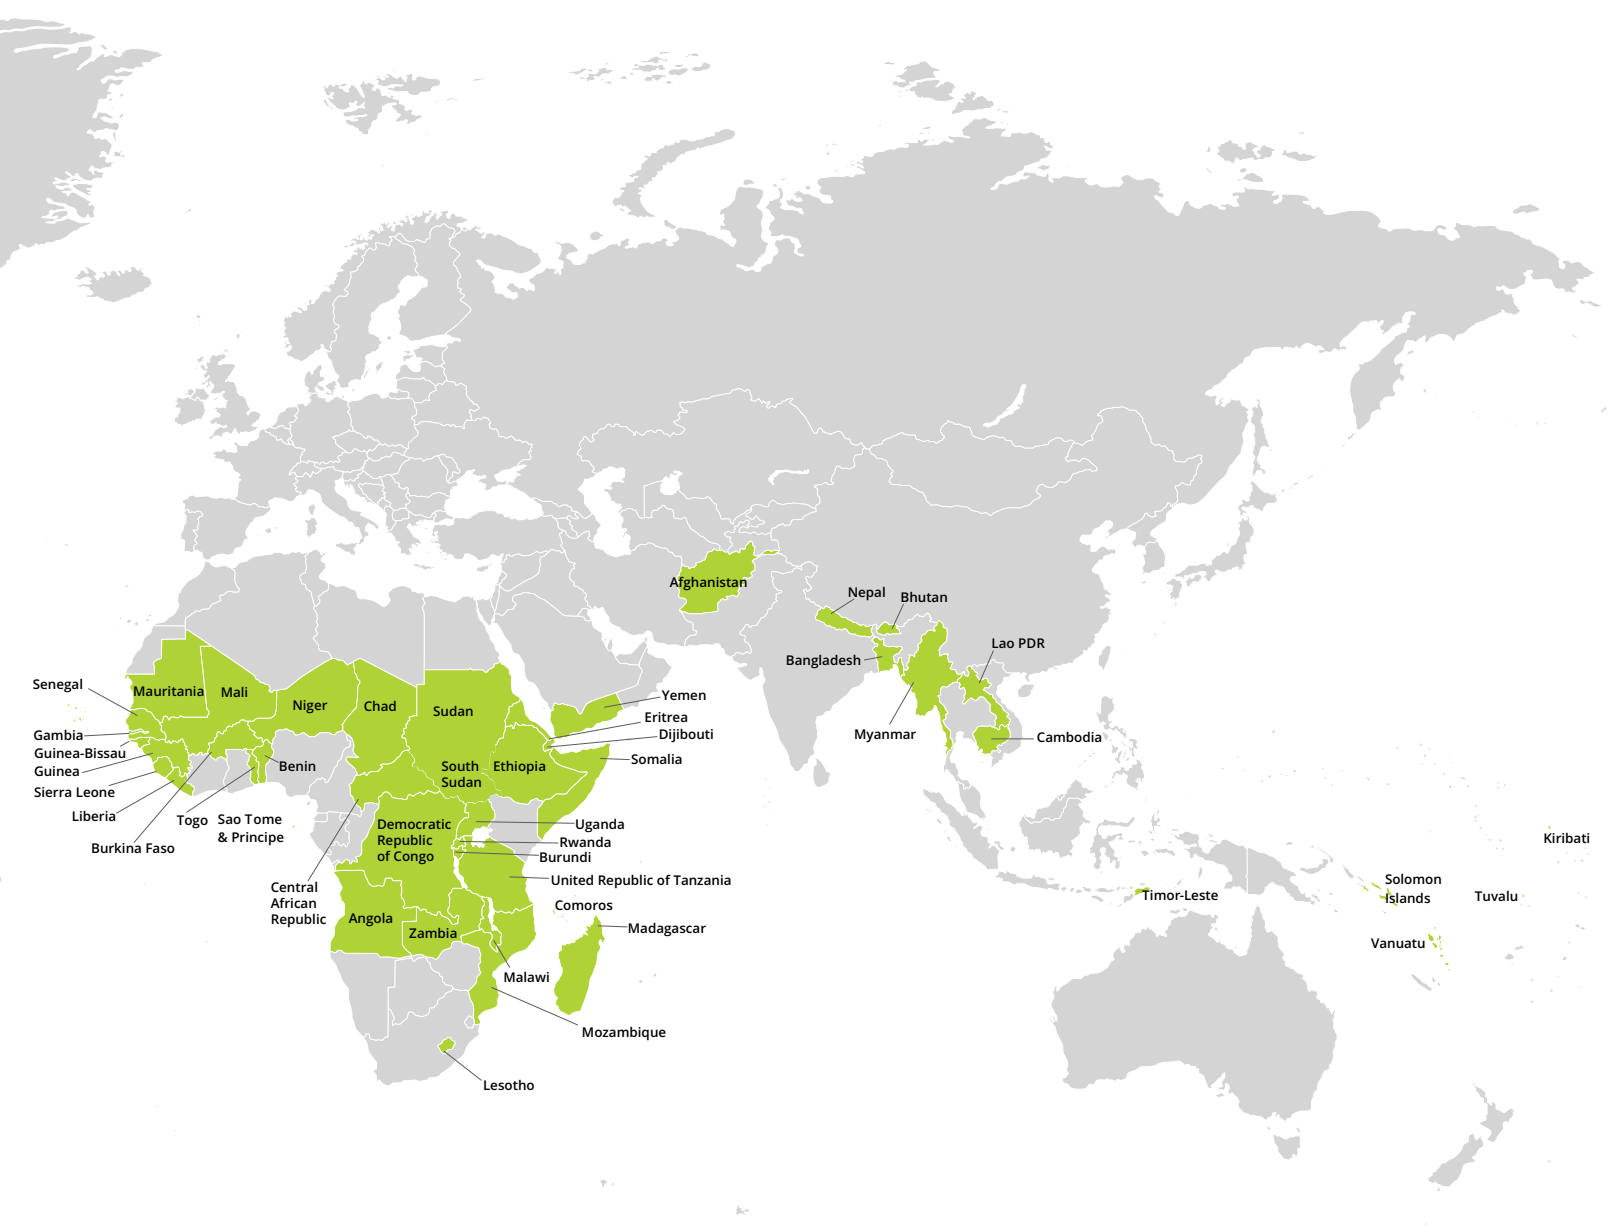 Afghanistan
Nepal
Bhutan
Lao PDR
Bangladesh
Myanmar
Cambodia
Senegal
Mauritania
Mali
Niger
Chad
Sudan
Yemen
Eritrea
Djibouti
Somalia
Gambia
Guinea-Bissau
Guinea
Sierra Leone
Liberia
Burkina Faso
Togo
Benin
Sao Tome
& Principe
South
Sudan
Ethiopia
Democratic
Republic
of Congo
Uganda
Rwanda
Burundi
United Republic of Tanzania
Central
African
Republic
Angola
Zambia
Comoros
Madagascar
Malawi
Mozambique
Lesotho
Timor-Leste
Kiribati
Solomon
Islands
Tuvalu
Vanuatu